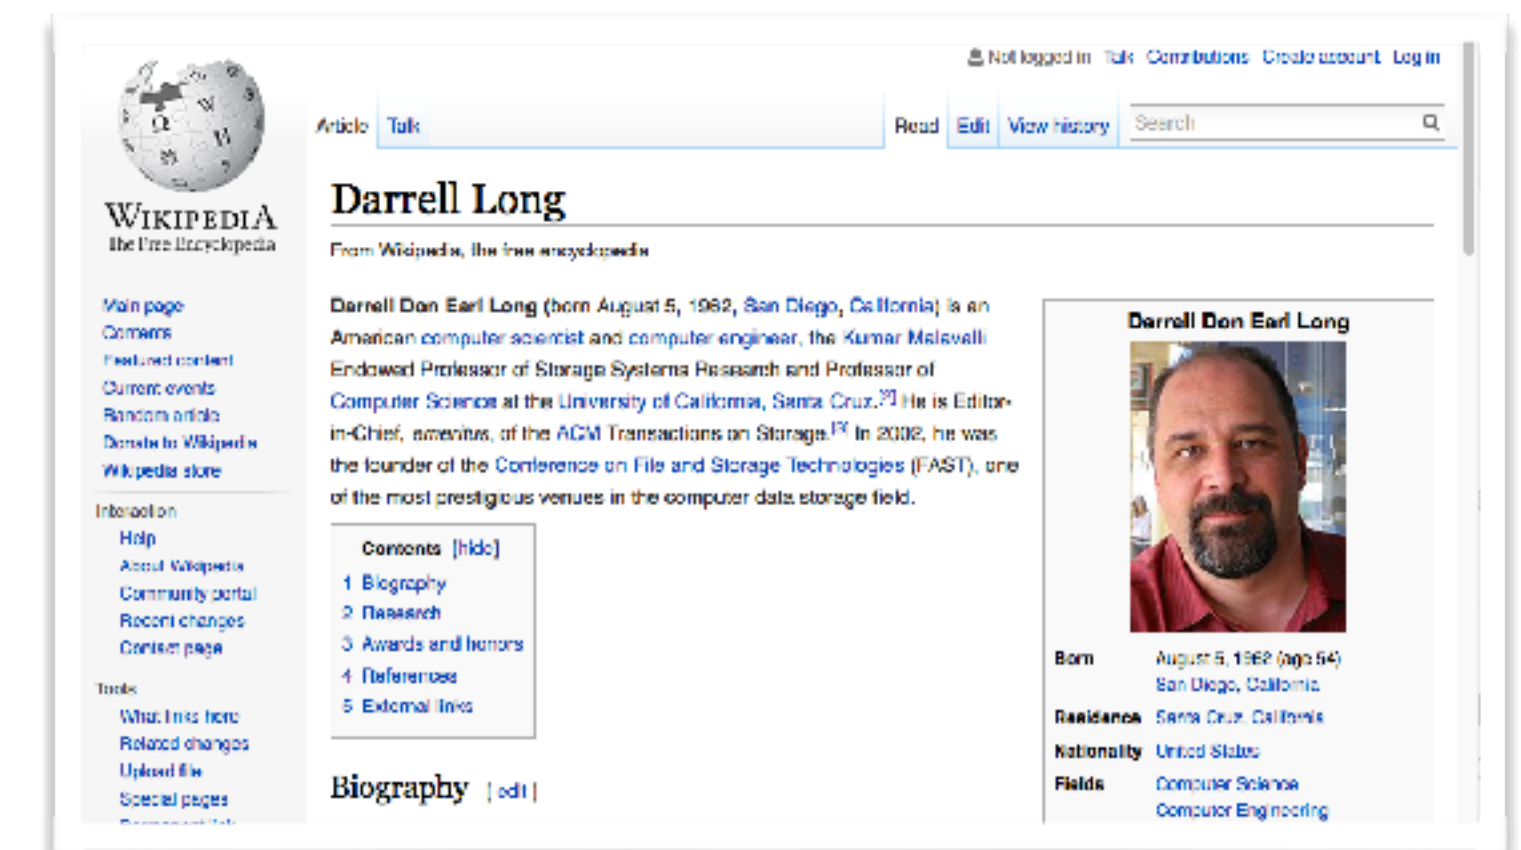 Not logged in Talk Contributions Create account Log in
Article Talk
Read Edit View history Search
WIKIPEDIA
The Free Encyclopedia
Main page
Contents
Featured content
Current events
Random article
Donate to Wikipedia
Wikipedia store
Interaction
Help
About Wikipedia
Community portal
Recent changes
Contact page
Tools
What links here
Related changes
Upload file
Special pages
Darrell Long
From Wikipedia, the free encyclopedia
Darrell Don Earl Long (born August 5, 1962, San Diego, California) is an
American computer scientist and computer engineer, the Kumar Malavalli
Endowed Professor of Storage Systems Research and Professor of
Computer Science at the University of California, Santa Cruz.[2] He is Editor-
in-Chief, emeritus, of the ACM Transactions on Storage.[3] In 2002, he was
the founder of the Conference on File and Storage Technologies (FAST), one
of the most prestigious venues in the computer data storage field.
Contents [hide]
1 Biography
2 Research
3 Awards and honors
4 References
5 External links
Biography [edit]
Darrell Don Earl Long
Born August 5, 1962 (age 54)
San Diego, California
Residence Santa Cruz, California
Nationality United States
Fields Computer Science
Computer Engineering